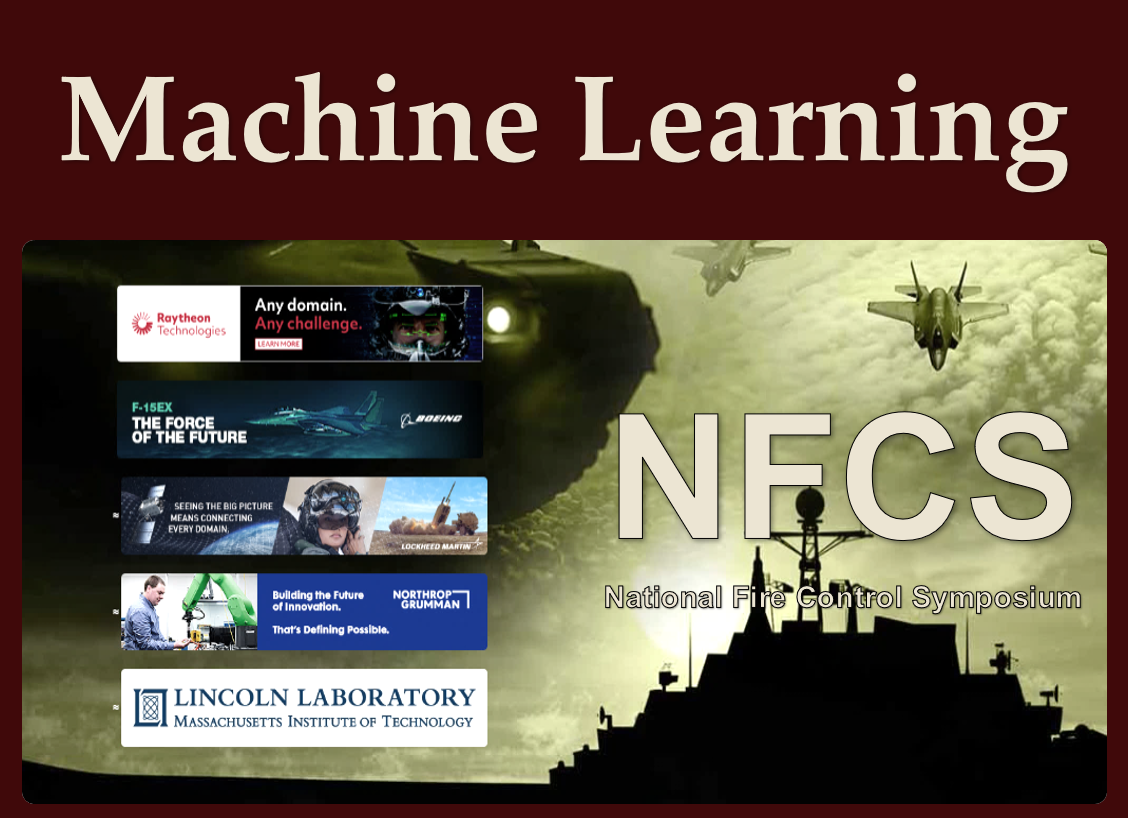 Machine Learning
Raytheon
Technologies
Any domain.
Any challenge.
LEARN MORE
F-15EX
THE FORCE
OF THE FUTURE
BOEING
SEEING THE BIG PICTURE
MEANS CONNECTING
EVERY DOMAIN.
LOCKHEED MARTIN
Building the Future
of Innovation.
That's Defining Possible.
NORTHROP
GRUMMAN
LINCOLN LABORATORY
MASSACHUSETTS INSTITUTE OF TECHNOLOGY
NFCS
National Fire Control Symposium